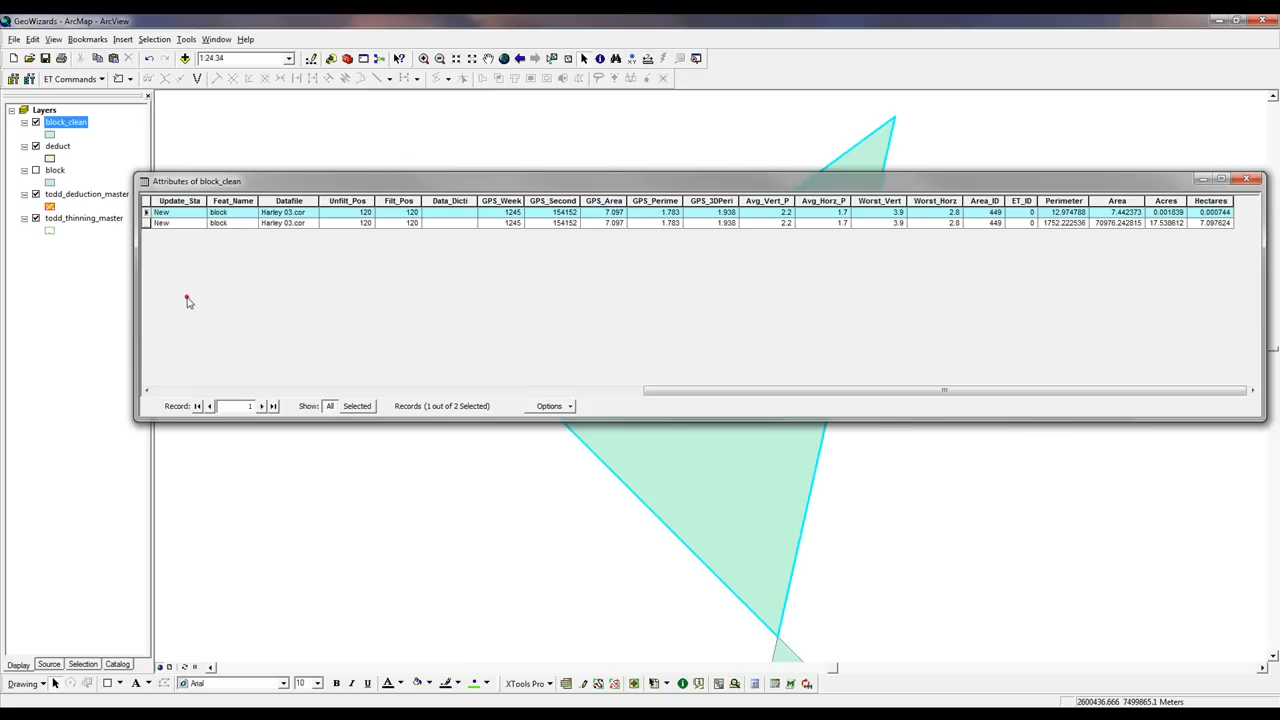 GeoWizards - ArcMap - ArcView
File Edit View Bookmarks Insert Selection Tools Window Help
1:24.34
ET Commands
Layers
block_clean
deduct
block
todd_deduction_master
todd_thinning_master
Attributes of block_clean
Update_Sta Feat_Name Datafile Unfilt_Pos Filt_Pos Data_Dicti GPS_Week GPS_Second GPS_Area GPS_Perime GPS_3DPeri Avg_Vert_P Avg_Horz_P Worst_Vert Worst_Horz Area_ID ET_ID Perimeter Area Acres Hectares
New block Harley 03.cor 120 120 1245 154152 7.097 1.783 1.938 2.2 1.7 3.9 2.8 449 0 12.974788 7.442373 0.001839 0.000744
New block Harley 03.cor 120 120 1245 154152 7.097 1.783 1.938 2.2 1.7 3.9 2.8 449 0 1752.222536 70976.242815 17.538612 7.097624
Record: 1 Show: All Selected Records (1 out of 2 Selected) Options
Display Source Selection Catalog
Drawing A Arial 10 B I U A XTools Pro
2600436.666 7499865.1 Meters